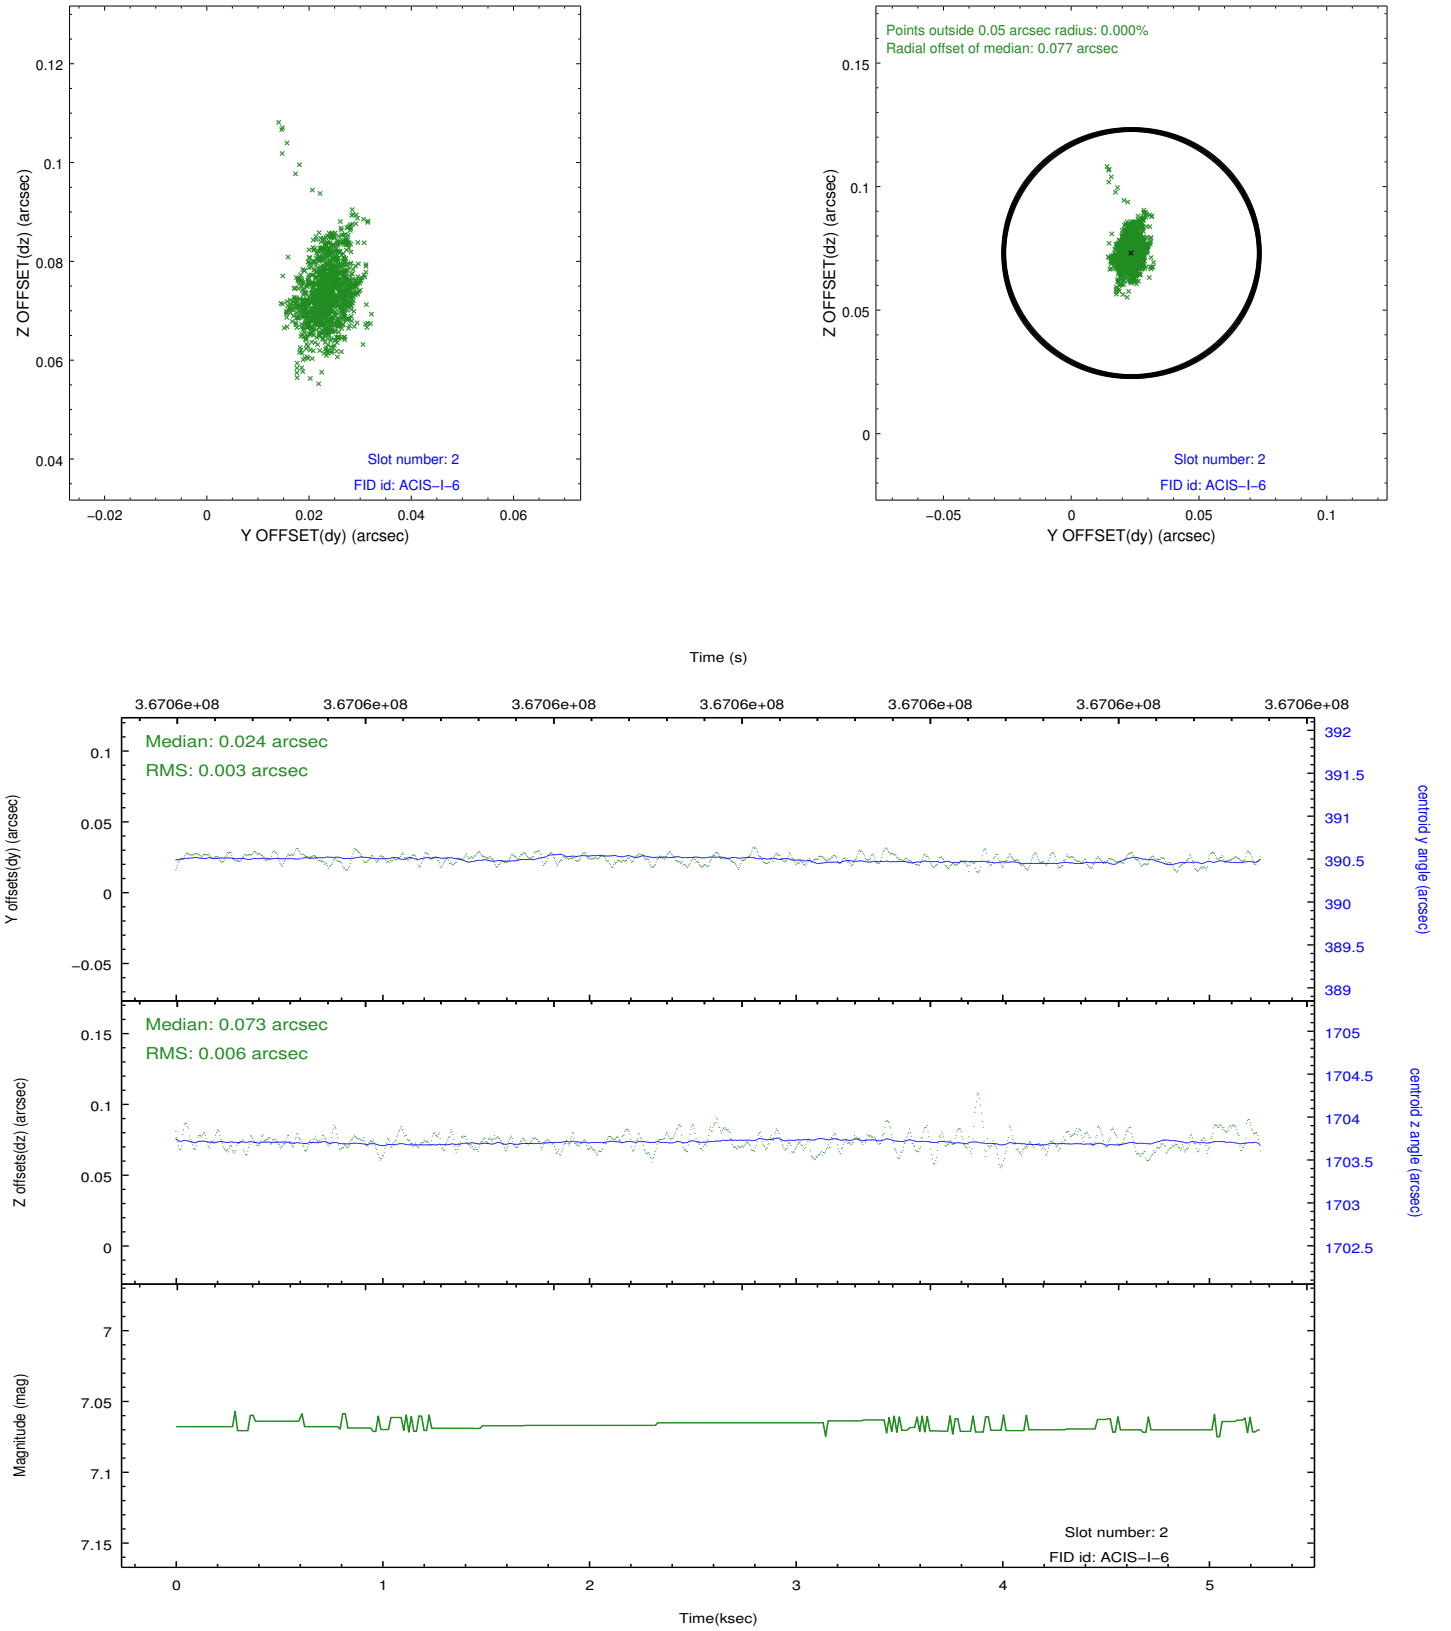 0.12
0.1
0.08
0.06
0.04
Z OFFSET(dz) (arcsec)
Slot number: 2
FID id: ACIS−I−6
−0.02
0
0.02
0.04
0.06
Y OFFSET(dy) (arcsec)
Points outside 0.05 arcsec radius: 0.000%
Radial offset of median: 0.077 arcsec
0.15
0.1
0.05
0
Z OFFSET(dz) (arcsec)
Slot number: 2
FID id: ACIS−I−6
−0.05
0
0.05
0.1
Y OFFSET(dy) (arcsec)
Time (s)
3.6706e+08
3.6706e+08
3.6706e+08
3.6706e+08
3.6706e+08
3.6706e+08
3.6706e+08
Median: 0.024 arcsec
RMS: 0.003 arcsec
0.1
0.05
0
−0.05
Y offsets(dy) (arcsec)
392
391.5
391
390.5
390
389.5
389
centroid y angle (arcsec)
Median: 0.073 arcsec
RMS: 0.006 arcsec
0.15
0.1
0.05
0
Z offsets(dz) (arcsec)
1705
1704.5
1704
1703.5
1703
1702.5
centroid z angle (arcsec)
7
7.05
7.1
7.15
Magnitude (mag)
Slot number: 2
FID id: ACIS−I−6
0
1
2
3
4
5
Time(ksec)